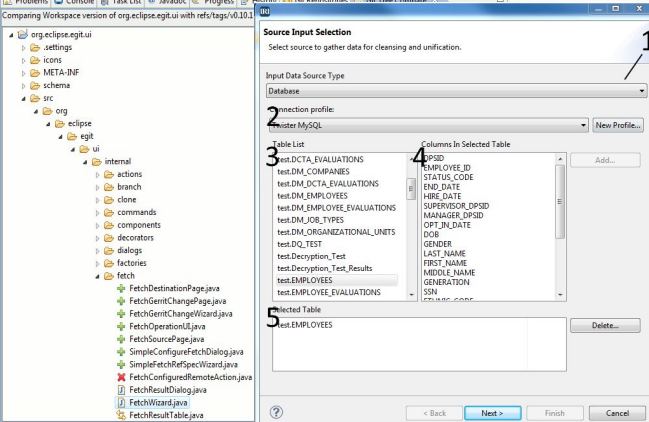 Problems Console Task List Javadoc Progress
Comparing Workspace version of org.eclipse.egit.ui with refs/tags/v0.10.1
org.eclipse.egit.ui
.settings
icons
META-INF
schema
src
org
eclipse
egit
ui
internal
actions
branch
clone
commands
components
decorators
dialogs
factories
fetch
FetchDestinationPage.java
FetchGerritChangePage.java
FetchGerritChangeWizard.java
FetchOperationUI.java
FetchSourcePage.java
SimpleConfigureFetchDialog.java
SimpleFetchRefSpecWizard.java
FetchConfiguredRemoteAction.java
FetchResultDialog.java
FetchWizard.java
FetchResultTable.java
IRI
Source Input Selection
Select source to gather data for cleansing and unification.
1
Input Data Source Type
Database
Connection profile:
2
Twister MySQL
New Profile...
Table List
3
test.DCTA_EVALUATIONS
test.DM_COMPANIES
test.DM_DCTA_EVALUATIONS
test.DM_EMPLOYEES
test.DM_EMPLOYEE_EVALUATIONS
test.DM_JOB_TYPES
test.DM_ORGANIZATIONAL_UNITS
test.DQ_TEST
test.Decryption_Test
test.Decryption_Test_Results
test.EMPLOYEES
test.EMPLOYEE_EVALUATIONS
Columns In Selected Table
4
DPSID
EMPLOYEE_ID
STATUS_CODE
END_DATE
HIRE_DATE
SUPERVISOR_DPSID
MANAGER_DPSID
OPT_IN_DATE
DOB
GENDER
LAST_NAME
FIRST_NAME
MIDDLE_NAME
GENERATION
SSN
Add...
Selected Table
5
test.EMPLOYEES
Delete...
< Back Next > Finish Cancel